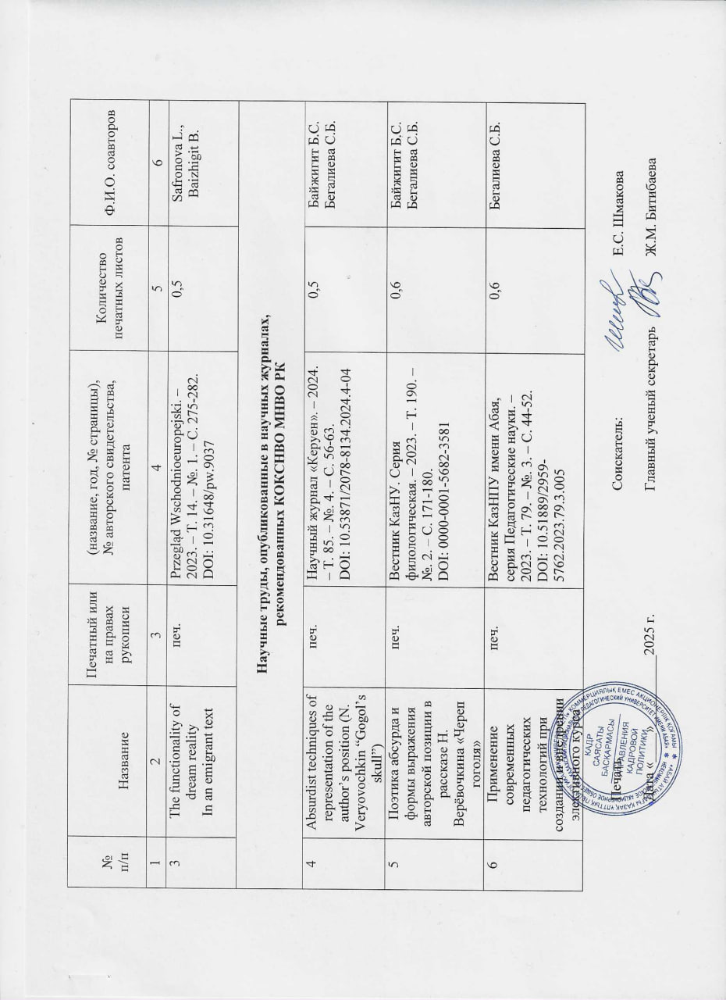 №
п/п
Название
Печатный или
на правах
рукописи
(название, год, № страницы),
№ авторского свидетельства,
патента
Количество
печатных листов
Ф.И.О. соавторов
1
2
3
4
5
6
3
The functionality of
dream reality
In an emigrant text
печ.
Przegląd Wschodnioeuropejski. –
2023. – Т. 14. – №. 1. – С. 275-282.
DOI: 10.31648/pw.9037
0,5
Safronova L.,
Baizhigit B.
Научные труды, опубликованные в научных журналах,
рекомендованных КОКСНВО МНВО РК
4
Absurdist techniques of
representation of the
author’s position (N.
Veryovochkin “Gogol’s
skull”)
печ.
Научный журнал «Керуен». – 2024.
– Т. 85. – №. 4. – С. 56-63.
DOI: 10.53871/2078-8134.2024.4-04
0,5
Байжигит Б.С.
Бегалиева С.Б.
5
Поэтика абсурда и
формы выражения
авторской позиции в
рассказе Н.
Верёвочкина «Череп
гоголя»
печ.
Вестник КазНУ. Серия
филологическая. – 2023. – Т. 190. –
№. 2. – С. 171-180.
DOI: 0000-0001-5682-3581
0,6
Байжигит Б.С.
Бегалиева С.Б.
6
Применение
современных
педагогических
технологий при
создании и внедрении
элективного курса
печ.
Вестник КазНПУ имени Абая,
серия Педагогические науки. –
2023. – Т. 79. – №. 3. – С. 44-52.
DOI: 10.51889/2959-
5762.2023.79.3.005
0,6
Бегалиева С.Б.
Соискатель: Е.С. Шмакова
Печать
Главный ученый секретарь Ж.М. Битибаева
Дата « » 2025 г.
КАДР
САЯСАТЫ
БАСҚАРМАСЫ
УПРАВЛЕНИЯ
КАДРОВОЙ
ПОЛИТИКИ